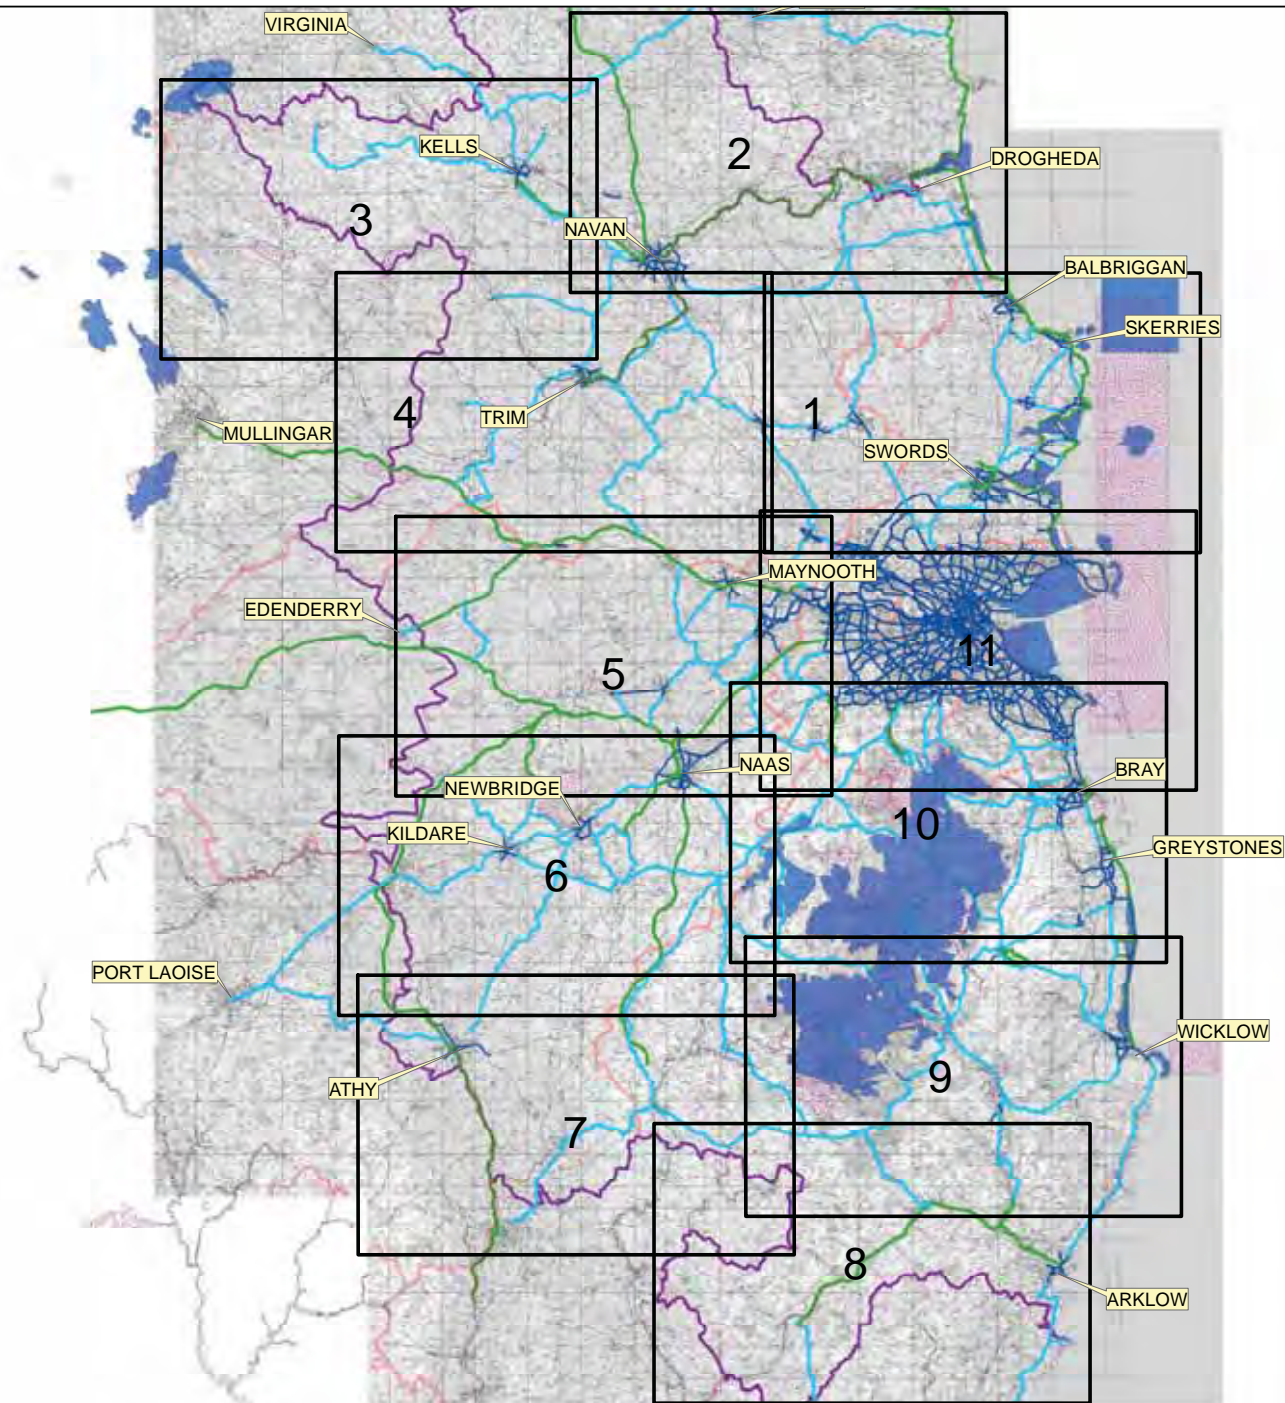 VIRGINIA
2
DROGHEDA
KELLS
3
NAVAN
BALBRIGGAN
SKERRIES
4
TRIM
1
MULLINGAR
SWORDS
MAYNOOTH
EDENDERRY
11
5
NAAS
BRAY
NEWBRIDGE
10
KILDARE
GREYSTONES
6
PORT LAOISE
WICKLOW
9
ATHY
7
8
ARKLOW